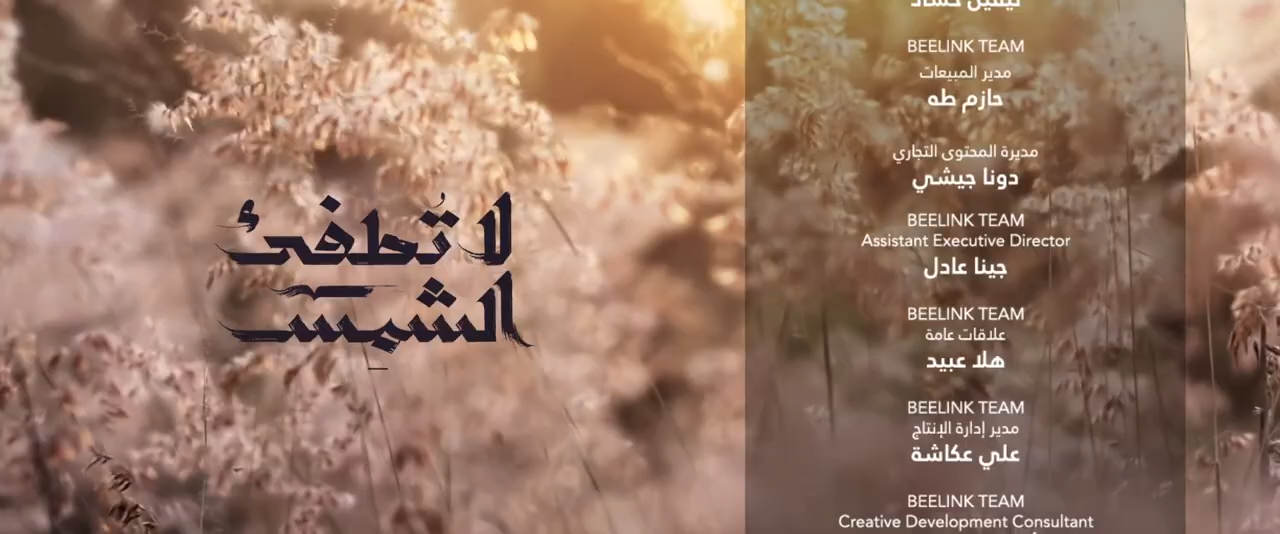 لا تُطفئ
الشمس
BEELINK TEAM
مدير المبيعات
حازم طه
مديرة المحتوى التجاري
دونا جيشي
BEELINK TEAM
Assistant Executive Director
جينا عادل
BEELINK TEAM
علاقات عامة
هلا عبيد
BEELINK TEAM
مدير إدارة الإنتاج
علي عكاشة
BEELINK TEAM
Creative Development Consultant